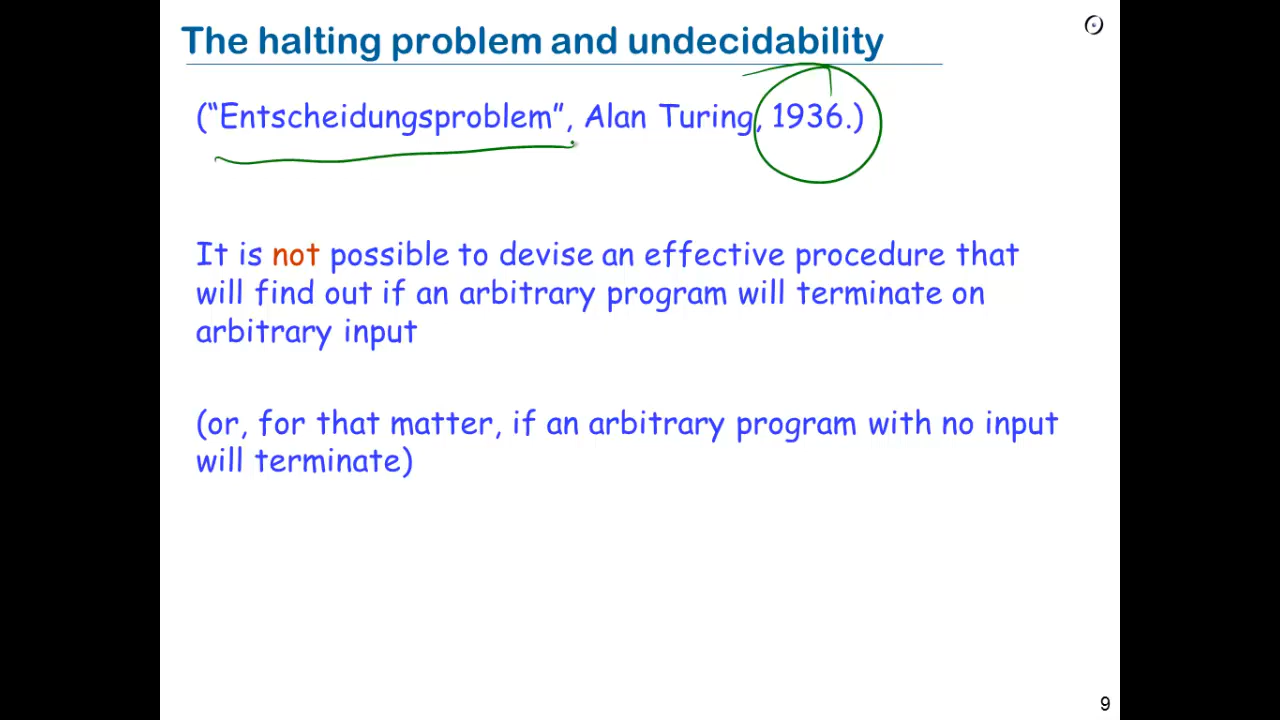 The halting problem and undecidability
(“Entscheidungsproblem”, Alan Turing, 1936.)
It is not possible to devise an effective procedure that
will find out if an arbitrary program will terminate on
arbitrary input
(or, for that matter, if an arbitrary program with no input
will terminate)
9